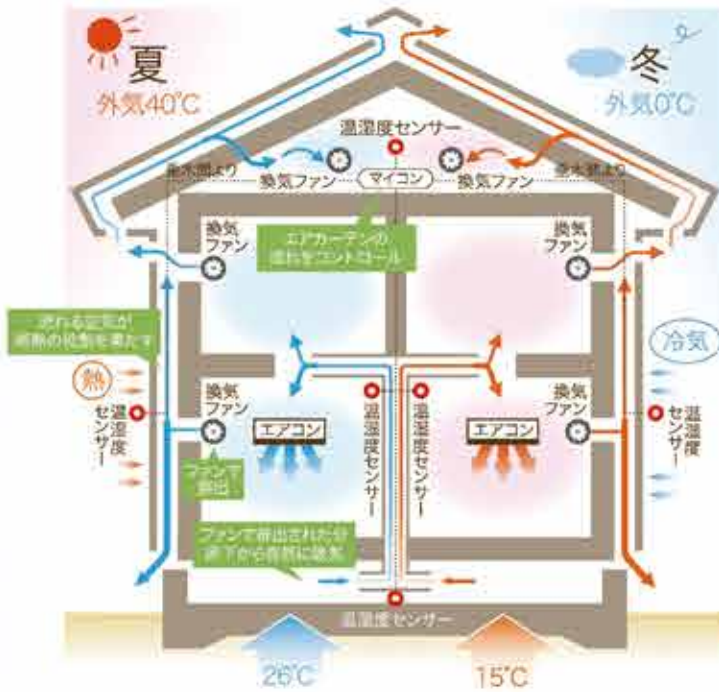 夏
外気40℃
冬
外気0℃
温湿度センサー
垂木間より
換気ファン
マイコン
換気ファン
垂木間より
換気
ファン
エアカーテンの
流れをコントロール
換気
ファン
流れる空気が
断熱の役割を果たす
熱
冷気
温湿度
センサー
換気
ファン
エアコン
温湿度センサー
温湿度センサー
エアコン
換気
ファン
温湿度
センサー
ファンで
排出
ファンで排出された分
床下から自然に吸気
温湿度センサー
26℃
15℃